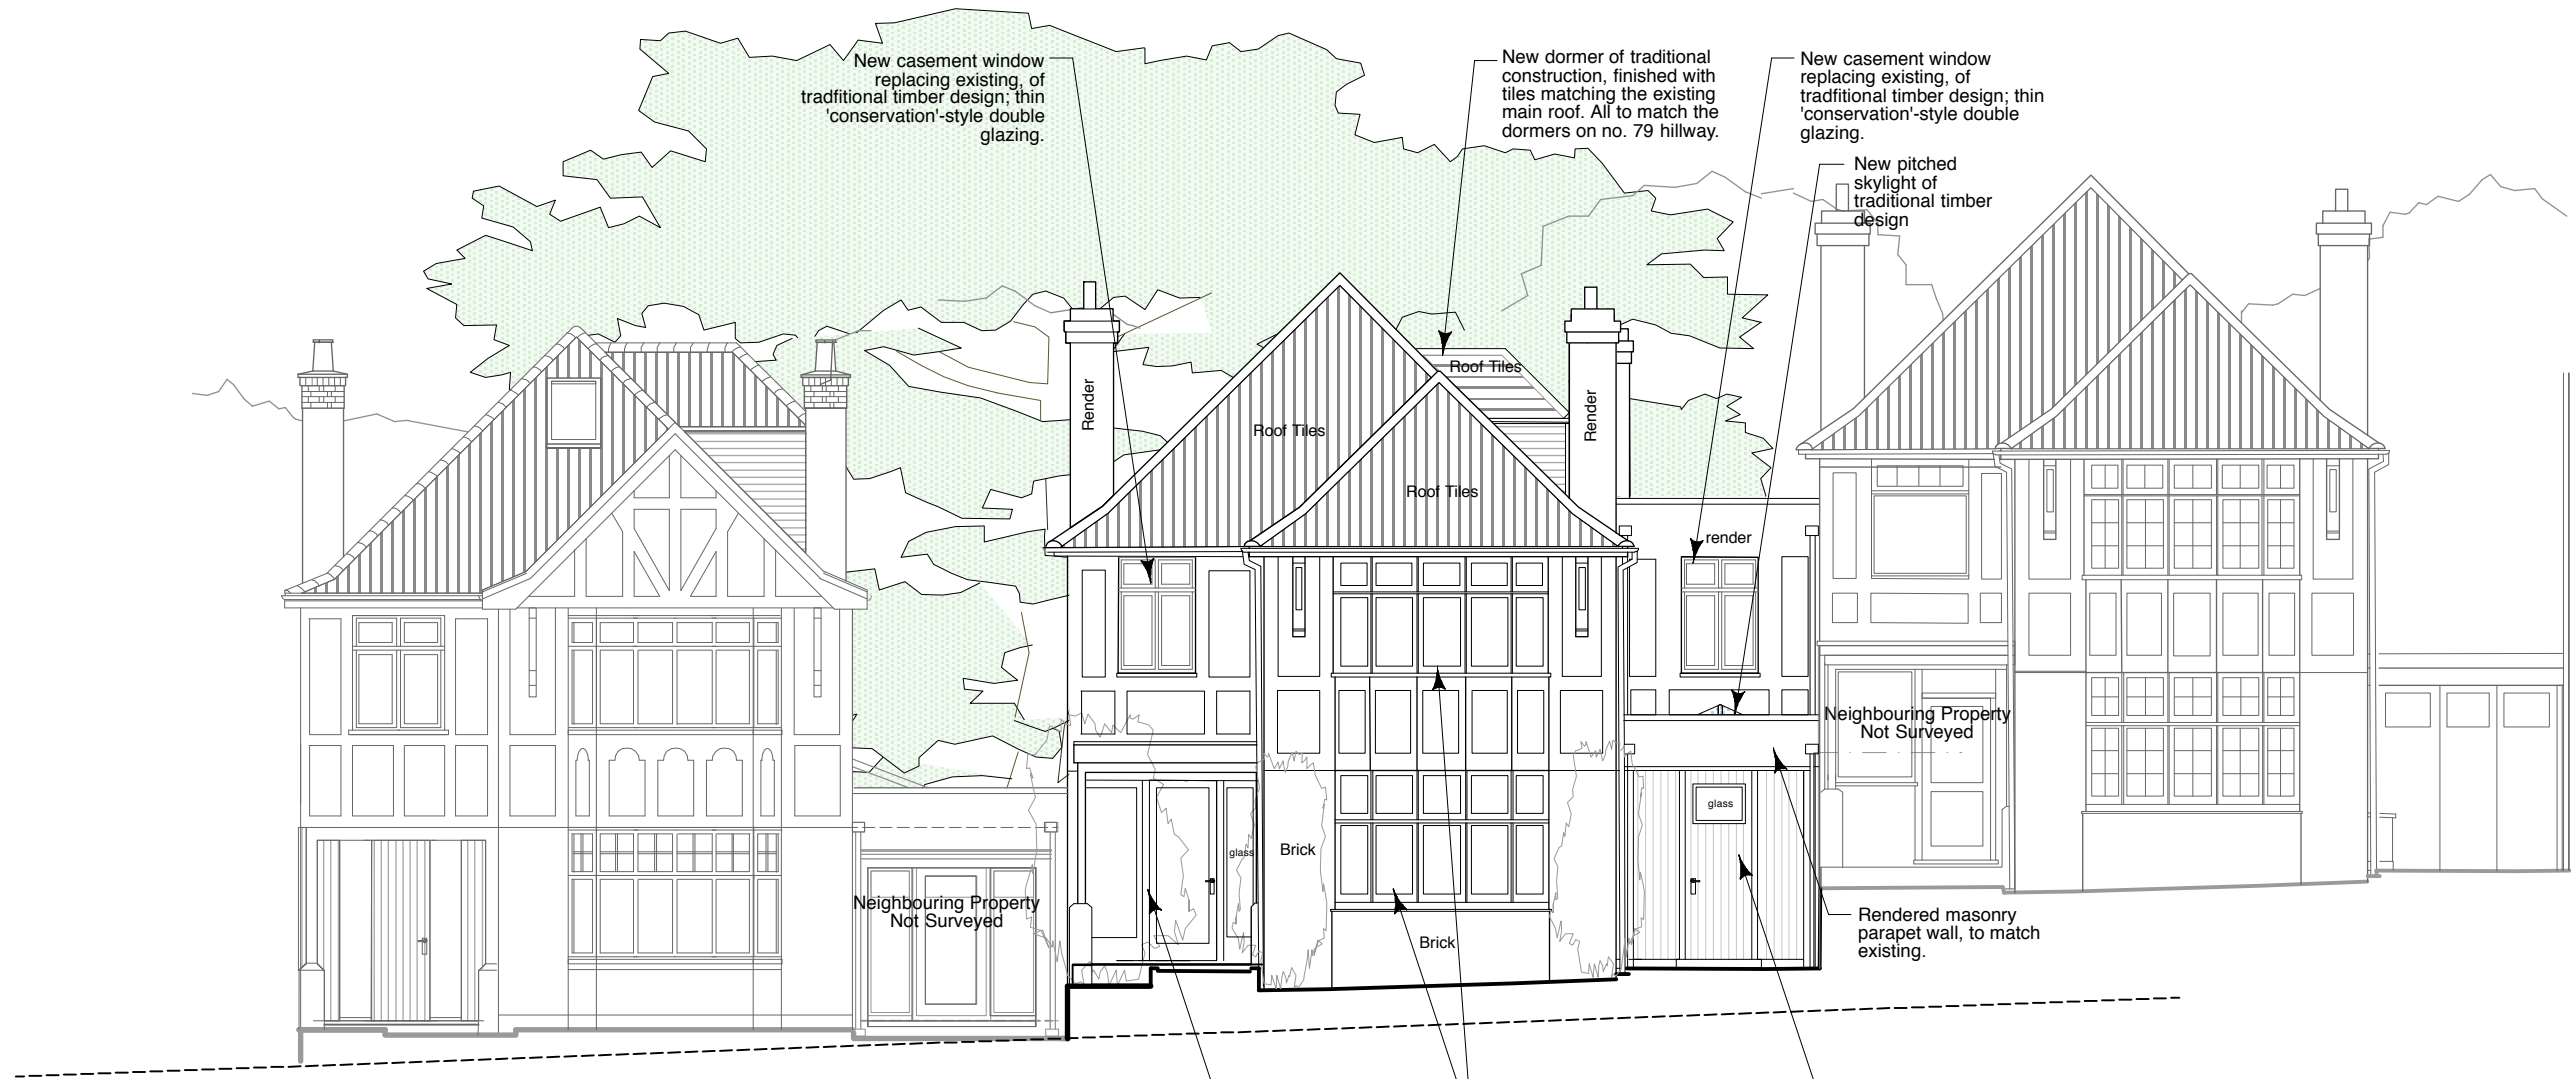 New casement window
replacing existing, of
tradfitional timber design; thin
'conservation'-style double
glazing.
New dormer of traditional
construction, finished with
tiles matching the existing
main roof. All to match the
dormers on no. 79 hillway.
New casement window
replacing existing, of
tradfitional timber design; thin
'conservation'-style double
glazing.
New pitched
skylight of
traditional timber
design
Render
Roof Tiles
Roof Tiles
Render
Roof Tiles
render
Neighbouring Property
Not Surveyed
glass
Brick
glass
Neighbouring Property
Not Surveyed
Brick
Rendered masonry
parapet wall, to match
existing.